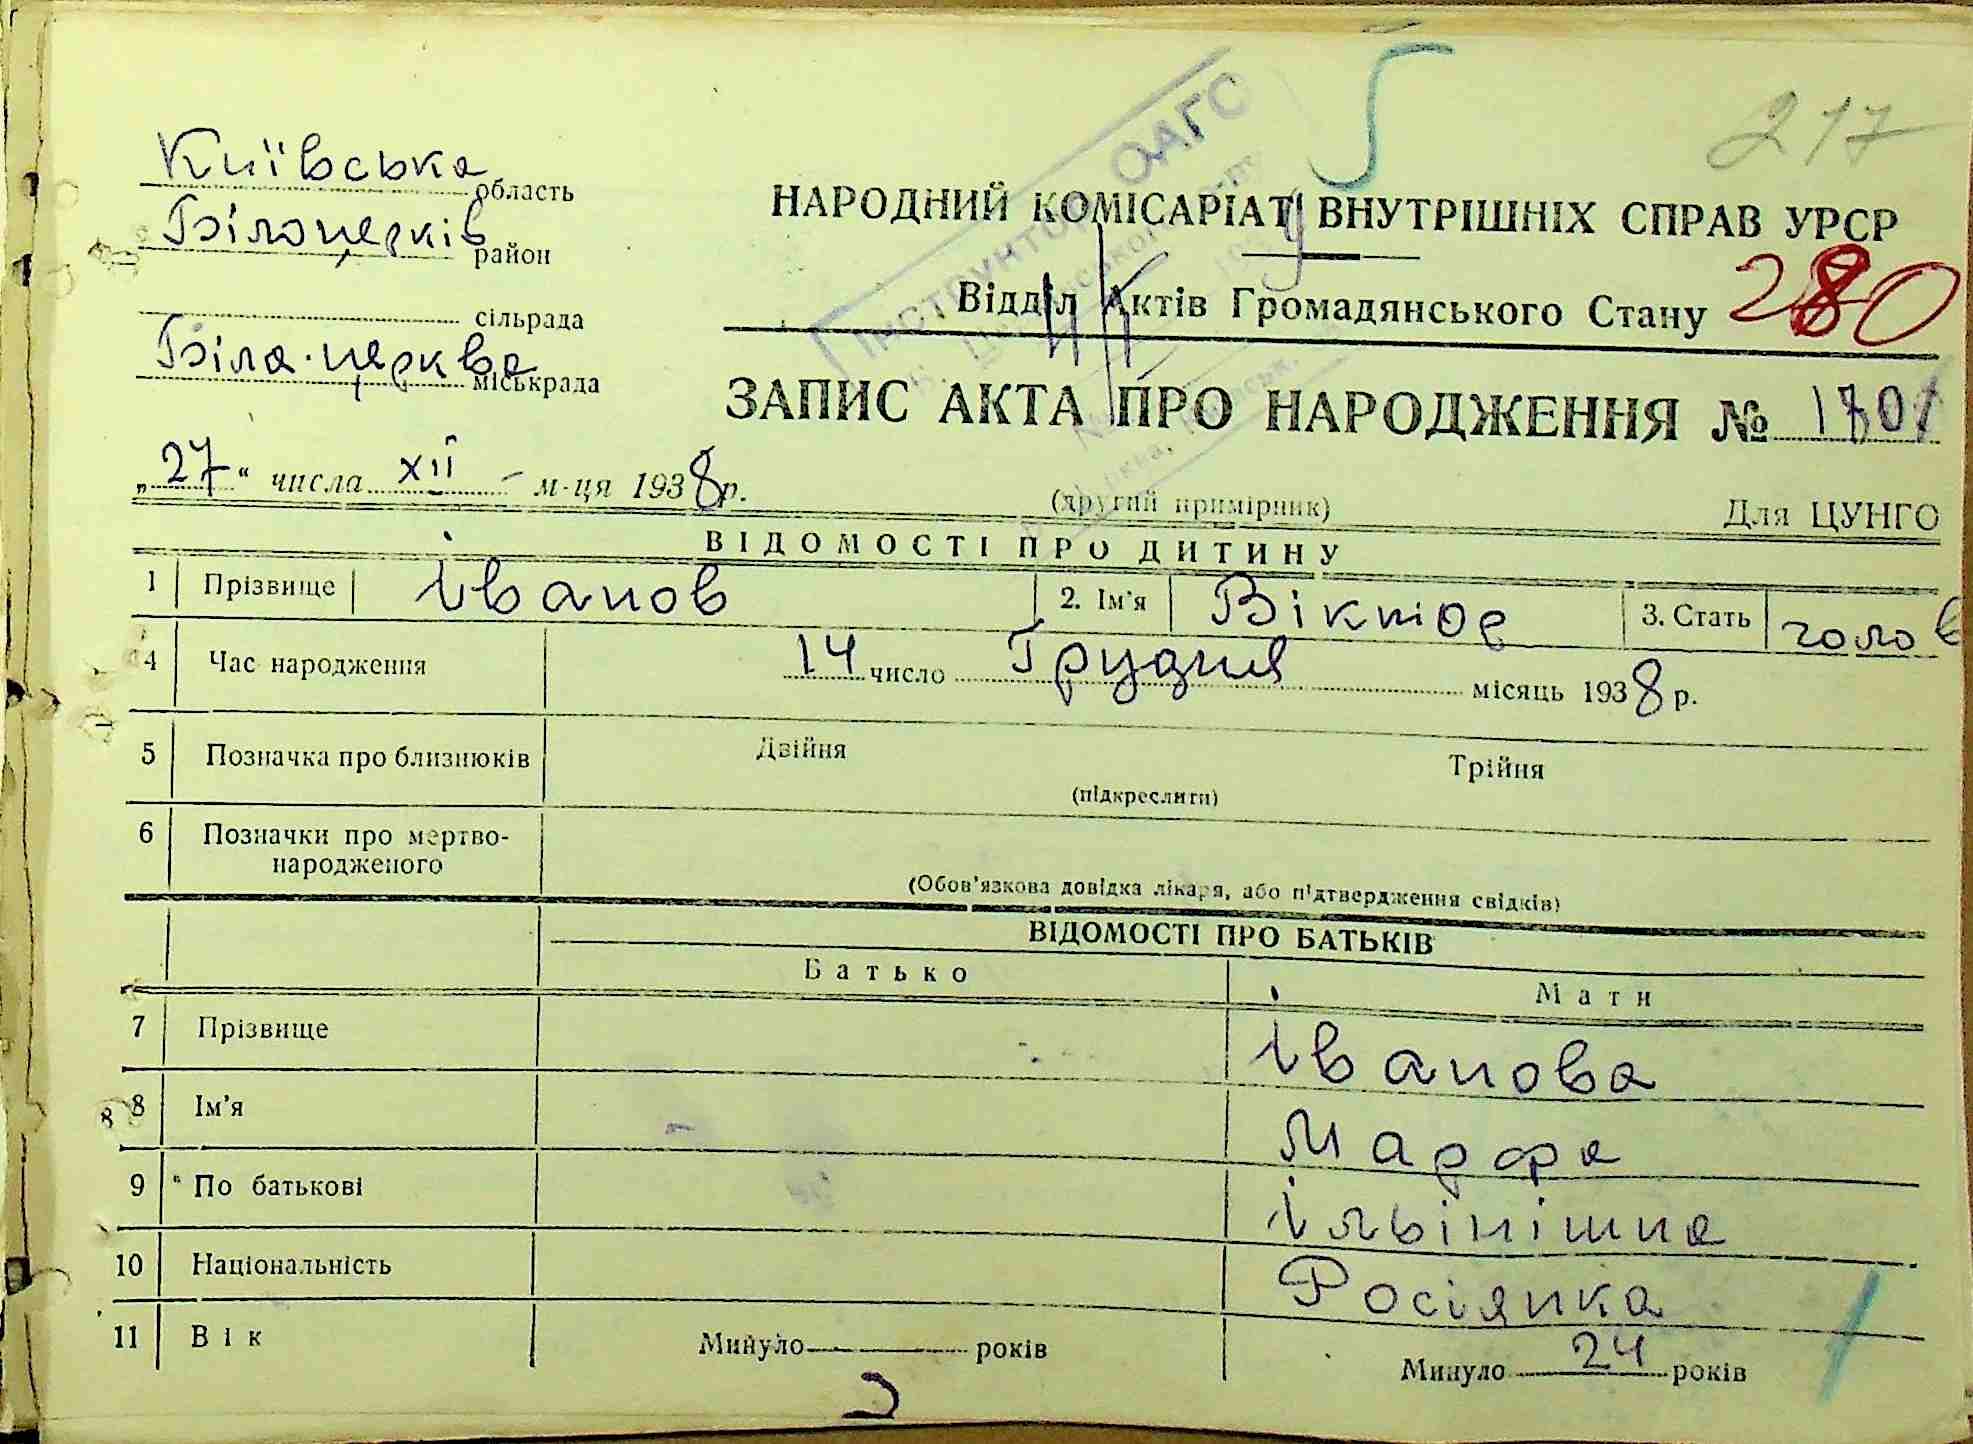 5
217
Київська область
Білоцерків район
сільрада
Біла-церква міськрада
НАРОДНИЙ КОМІСАРІАТ ВНУТРІШНІХ СПРАВ УРСР
Відділ Актів Громадянського Стану 280
ІНСТРУКТОР ОАГС
ЗАПИС АКТА ПРО НАРОДЖЕННЯ № 1701
„27“ числа XII - м-ця 1938 р.
(другий примірник) Для ЦУНГО
ВІДОМОСТІ ПРО ДИТИНУ
1 Прізвище Іванов 2. Ім'я Віктор 3. Стать голов
4 Час народження 14 число Грудня місяць 1938 р.
5 Позначка про близнюків Двійня Трійня
(підкреслити)
6 Позначки про мертво-
народженого
(Обов'язкова довідка лікаря, або підтвердження свідків)
ВІДОМОСТІ ПРО БАТЬКІВ
Батько Мати
7 Прізвище Іванова
8 8 Ім'я Марфа
9 По батькові Ільінішна
10 Національність Росіянка
11 Вік Минуло — років Минуло 24 років